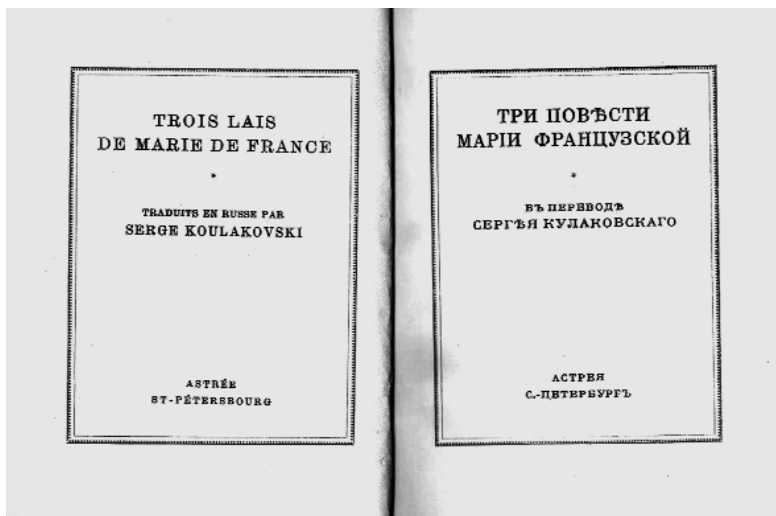 TROIS LAIS
DE MARIE DE FRANCE
*
TRADUITS EN RUSSE PAR
SERGE KOULAKOVSKI
ASTRÉE
ST-PÉTERSBOURG
ТРИ ПОВѢСТИ
МАРІИ ФРАНЦУЗСКОЙ
*
ВЪ ПЕРЕВОДѢ
СЕРГѢЯ КУЛАКОВСКАГО
АСТРЕЯ
С.-ПЕТЕРБУРГЪ